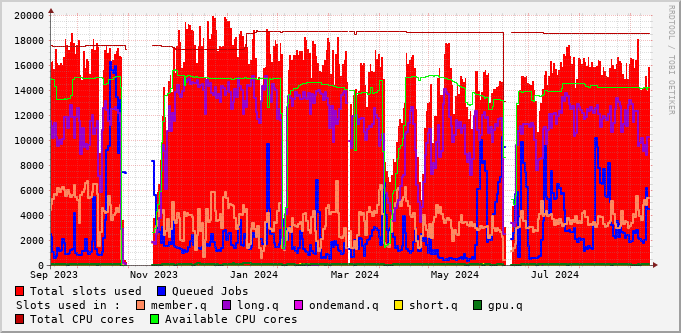 20000
18000
16000
14000
12000
10000
8000
6000
4000
2000
0
Sep 2023 Nov 2023 Jan 2024 Mar 2024 May 2024 Jul 2024
RRDTOOL / TOBI OETIKER
Total slots used Queued Jobs
Slots used in : member.q long.q ondemand.q short.q gpu.q
Total CPU cores Available CPU cores